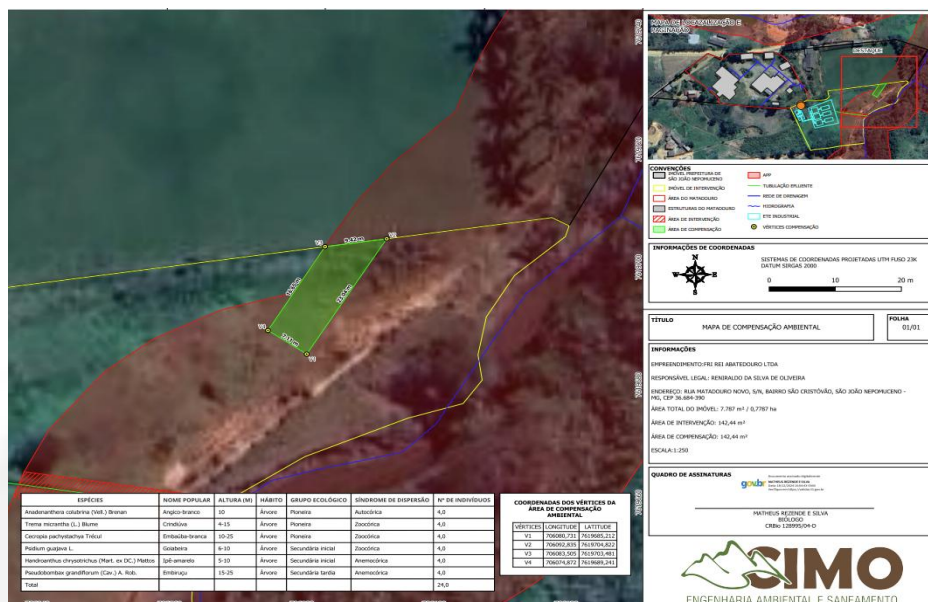 MAPA DE LOCAZALIZAÇÃO E
PAGINAÇÃO
DESTAQUE
CONVENÇÕES
IMÓVEL PREFEITURA DE
SÃO JOÃO NEPOMUCENO
IMÓVEL DE INTERVENÇÃO
ÁREA DO MATADOURO
ESTRUTURAS DO MATADOURO
ÁREA DE INTERVENÇÃO
ÁREA DE COMPENSAÇÃO
APP
TUBULAÇÃO EFLUENTE
REDE DE DRENAGEM
HIDROGRAFIA
ETE INDUSTRIAL
VÉRTICES COMPENSAÇÃO
INFORMAÇÕES DE COORDENADAS
SISTEMAS DE COORDENADAS PROJETADAS UTM FUSO 23K
DATUM SIRGAS 2000
N
W E
S
0 10 20 m
TÍTULO
MAPA DE COMPENSAÇÃO AMBIENTAL
FOLHA
01/01
INFORMAÇÕES
EMPREENDIMENTO:FRI REI ABATEDOURO LTDA
RESPONSÁVEL LEGAL: RENIRALDO DA SILVA DE OLIVEIRA
ENDEREÇO: RUA MATADOURO NOVO, S/N, BAIRRO SÃO CRISTÓVÃO, SÃO JOÃO NEPOMUCENO -
MG, CEP 36.684-390
ÁREA TOTAL DO IMÓVEL: 7.787 m² / 0,7787 ha
ÁREA DE INTERVENÇÃO: 142,44 m²
ÁREA DE COMPENSAÇÃO: 142,44 m²
ESCALA:1:250
QUADRO DE ASSINATURAS
gov.br
MATHEUS REZENDE E SILVA
MATHEUS REZENDE E SILVA
BIÓLOGO
CRBio 128995/04-D
SIMO
ENGENHARIA AMBIENTAL E SANEAMENTO
V3
9,42 m
V2
V4
7,13 m
V1
ESPÉCIES NOME POPULAR ALTURA (M) HÁBITO GRUPO ECOLÓGICO SÍNDROME DE DISPERSÃO Nº DE INDIVÍDUOS
Anadenanthera colubrina (Vell.) Brenan Angico-branco 10 Árvore Pioneira Autocórica 4,0
Trema micrantha (L.) Blume Crindiúva 4-15 Árvore Pioneira Zoocórica 4,0
Cecropia pachystachya Trécul Embaúba-branca 10-25 Árvore Pioneira Zoocórica 4,0
Psidium guajava L. Goiabeira 6-10 Árvore Secundária inicial Zoocórica 4,0
Handroanthus chrysotrichus (Mart. ex DC.) Mattos Ipê-amarelo 5-10 Árvore Secundária inicial Anemocórica 4,0
Pseudobombax grandiflorum (Cav.) A. Rob. Embiruçu 15-25 Árvore Secundária tardia Anemocórica 4,0
Total 24,0
COORDENADAS DOS VÉRTICES DA
ÁREA DE COMPENSAÇÃO
AMBIENTAL
VÉRTICES LONGITUDE LATITUDE
V1 706080,731 7619685,212
V2 706092,835 7619704,822
V3 706083,505 7619703,481
V4 706074,872 7619689,241